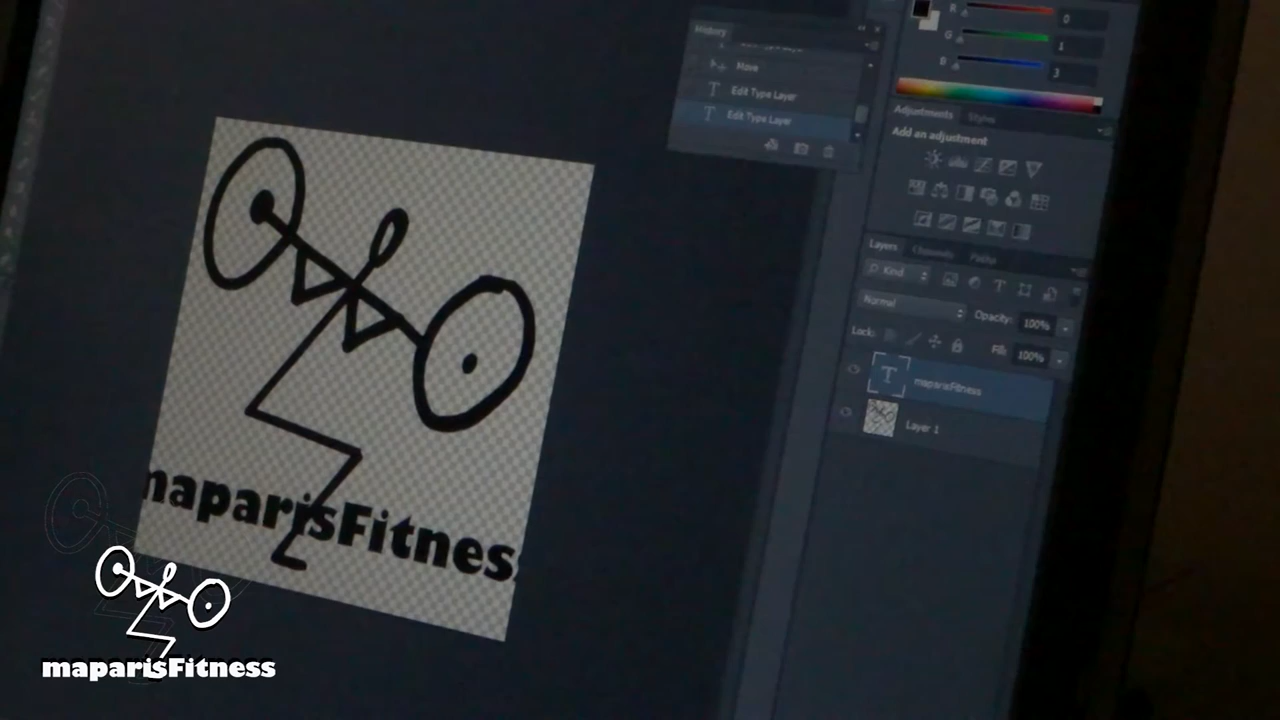 History
Move
Edit Type Layer
Edit Type Layer
R 0
G 1
B 3
Adjustments Styles
Add an adjustment
Layers Channels Paths
Kind
Normal Opacity: 100%
Lock: Fill: 100%
T maparisFitness
Layer 1
maparisFitnes
maparisFitness